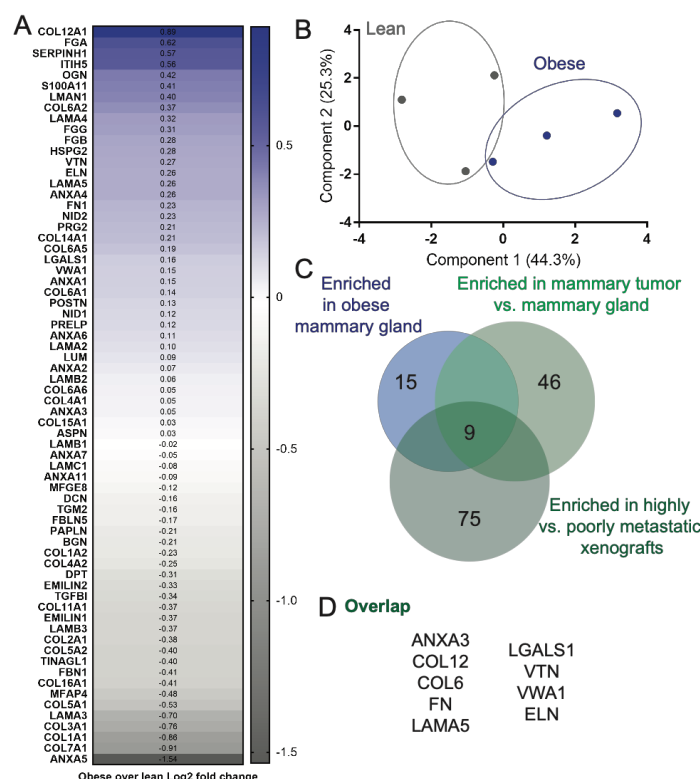 A
COL12A1 0.89
FGA 0.62
SERPINH1 0.57
ITIH5 0.56
OGN 0.42
S100A11 0.41
LMAN1 0.40
COL6A2 0.37
LAMA4 0.32
FGG 0.31
FGB 0.28
HSPG2 0.28
VTN 0.27
ELN 0.26
LAMA5 0.26
ANXA4 0.26
FN1 0.23
NID2 0.23
PRG2 0.21
COL14A1 0.21
COL6A5 0.19
LGALS1 0.16
VWA1 0.15
ANXA1 0.15
COL6A1 0.14
POSTN 0.13
NID1 0.12
PRELP 0.12
ANXA6 0.11
LAMA2 0.10
LUM 0.09
ANXA2 0.07
LAMB2 0.06
COL6A6 0.05
COL4A1 0.05
ANXA3 0.05
COL15A1 0.03
ASPN 0.03
LAMB1 -0.02
ANXA7 -0.05
LAMC1 -0.08
ANXA11 -0.09
MFGE8 -0.12
DCN -0.16
TGM2 -0.16
FBLN5 -0.17
PAPLN -0.21
BGN -0.21
COL1A2 -0.23
COL4A2 -0.25
DPT -0.31
EMILIN2 -0.33
TGFBI -0.34
COL11A1 -0.37
EMILIN1 -0.37
LAMB3 -0.37
COL2A1 -0.38
COL5A2 -0.40
TINAGL1 -0.40
FBN1 -0.41
COL16A1 -0.41
MFAP4 -0.48
COL5A1 -0.53
LAMA3 -0.70
COL3A1 -0.76
COL1A1 -0.86
COL7A1 -0.91
ANXA5 -1.54
Obese over lean Log2 fold change
0.5
0
-0.5
-1.0
-1.5
B
Lean
Obese
Component 2 (25.3%)
4
2
0
-2
-4
-4 -2 0 2 4
Component 1 (44.3%)
C
Enriched
in obese
mammary gland
Enriched in mammary tumor
vs. mammary gland
15
46
9
75
Enriched in highly
vs. poorly metastatic
xenografts
D Overlap
ANXA3
COL12
COL6
FN
LAMA5
LGALS1
VTN
VWA1
ELN